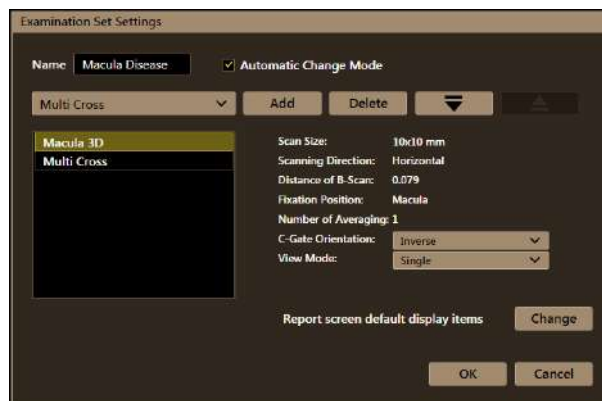 Examination Set Settings
Name Macula Disease Automatic Change Mode
Multi Cross Add Delete
Macula 3D
Multi Cross
Scan Size: 10x10 mm
Scanning Direction: Horizontal
Distance of B-Scan: 0.079
Fixation Position: Macula
Number of Averaging: 1
C-Gate Orientation: Inverse
View Mode: Single
Report screen default display items Change
OK Cancel